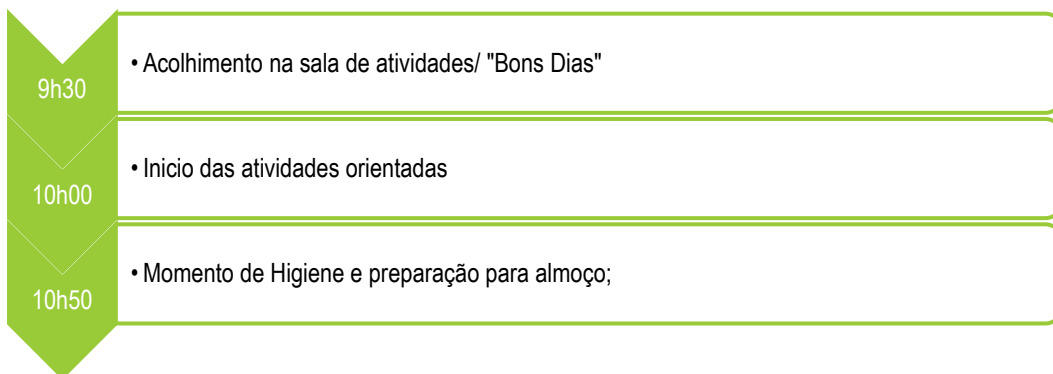 9h30
• Acolhimento na sala de atividades/ "Bons Dias"
10h00
• Inicio das atividades orientadas
10h50
• Momento de Higiene e preparação para almoço;